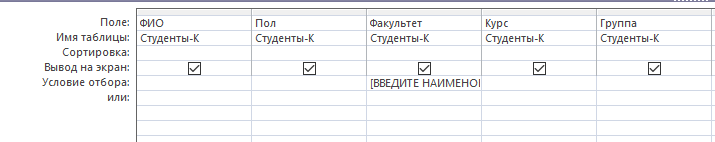 Поле: ФИО Пол Факультет Курс Группа
Имя таблицы: Студенты-К Студенты-К Студенты-К Студенты-К Студенты-К
Сортировка:
Вывод на экран:
Условие отбора: [ВВЕДИТЕ НАИМЕНО
или: